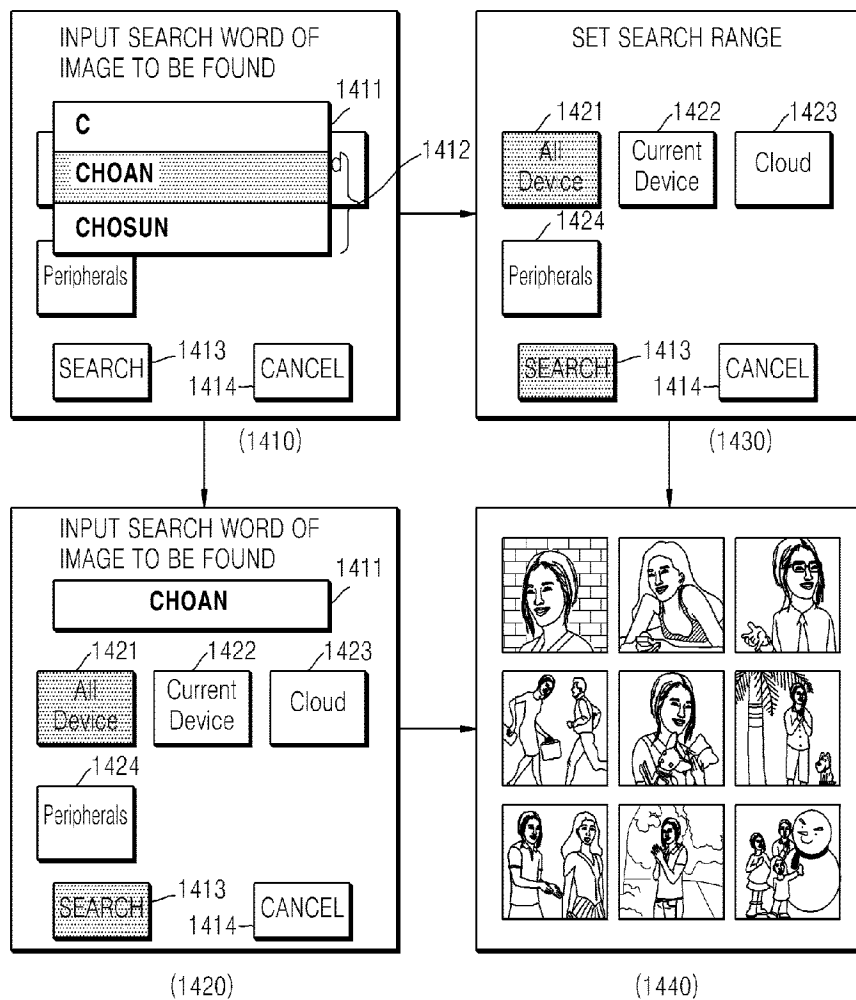 INPUT SEARCH WORD OF
IMAGE TO BE FOUND
1411
C
CHOAN
d
1412
CHOSUN
Peripherals
SEARCH
1413
1414
CANCEL
(1410)
SET SEARCH RANGE
1421
1422
1423
All
Device
Current
Device
Cloud
1424
Peripherals
SEARCH
1413
1414
CANCEL
(1430)
INPUT SEARCH WORD OF
IMAGE TO BE FOUND
1411
CHOAN
1421
1422
1423
All
Device
Current
Device
Cloud
1424
Peripherals
SEARCH
1413
1414
CANCEL
(1420)
(1440)